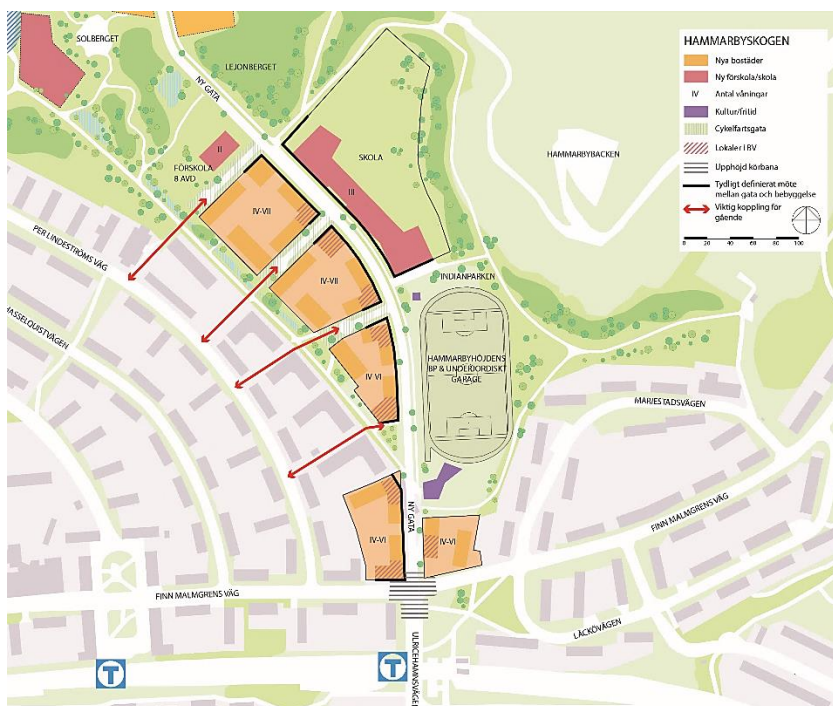 SOLBERGET
LEJONBERGET
NY GATA
II
FÖRSKOLA
8 AVD
SKOLA
III
HAMMARBYBACKEN
IV-VII
IV-VII
IV-VI
INDIANPARKEN
HAMMARBYHÖJDENS
BP & UNDERJORDISKT
GARAGE
PER LINDESTRÖMS VÄG
HASSELQUISTVÄGEN
MARIESTADSVÄGEN
FINN MALMGRENS VÄG
NY GATA
IV-VI
IV-VI
FINN MALMGRENS VÄG
LÄCKÖVÄGEN
ULRICEHAMNSVÄGEN
T
T
HAMMARBYSKOGEN
Nya bostäder
Ny förskola/skola
IV Antal våningar
Kultur/fritid
Cykelfartsgata
Lokaler i BV
Upphöjd körbana
Tydligt definierat möte
mellan gata och bebyggelse
Viktig koppling för
gående
0 20 40 60 80 100